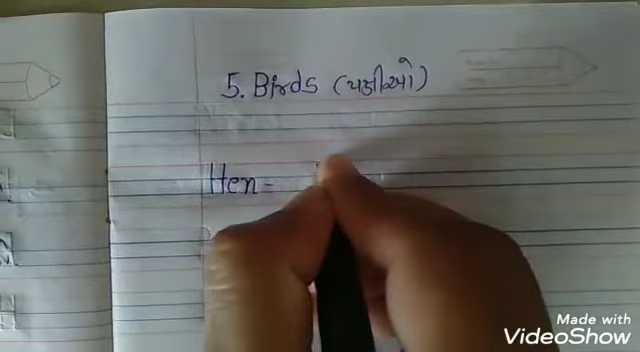 5. Birds (પક્ષીઓ)
Hen -
Made with
VideoShow